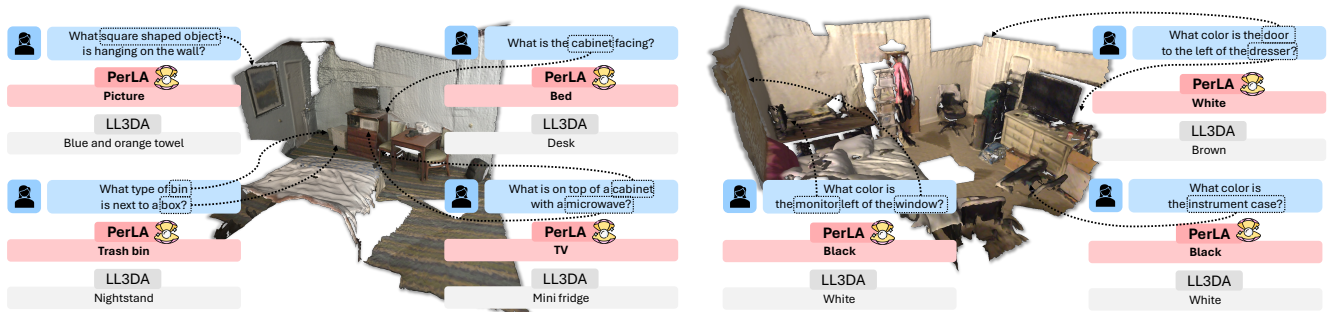 What square shaped object
is hanging on the wall?
PerLA
Picture
LL3DA
Blue and orange towel
What is the cabinet facing?
PerLA
Bed
LL3DA
Desk
What type of bin
is next to a box?
PerLA
Trash bin
LL3DA
Nightstand
What is on top of a cabinet
with a microwave?
PerLA
TV
LL3DA
Mini fridge
What color is the door
to the left of the dresser?
PerLA
White
LL3DA
Brown
What color is
the monitor left of the window?
PerLA
Black
LL3DA
White
What color is
the instrument case?
PerLA
Black
LL3DA
White